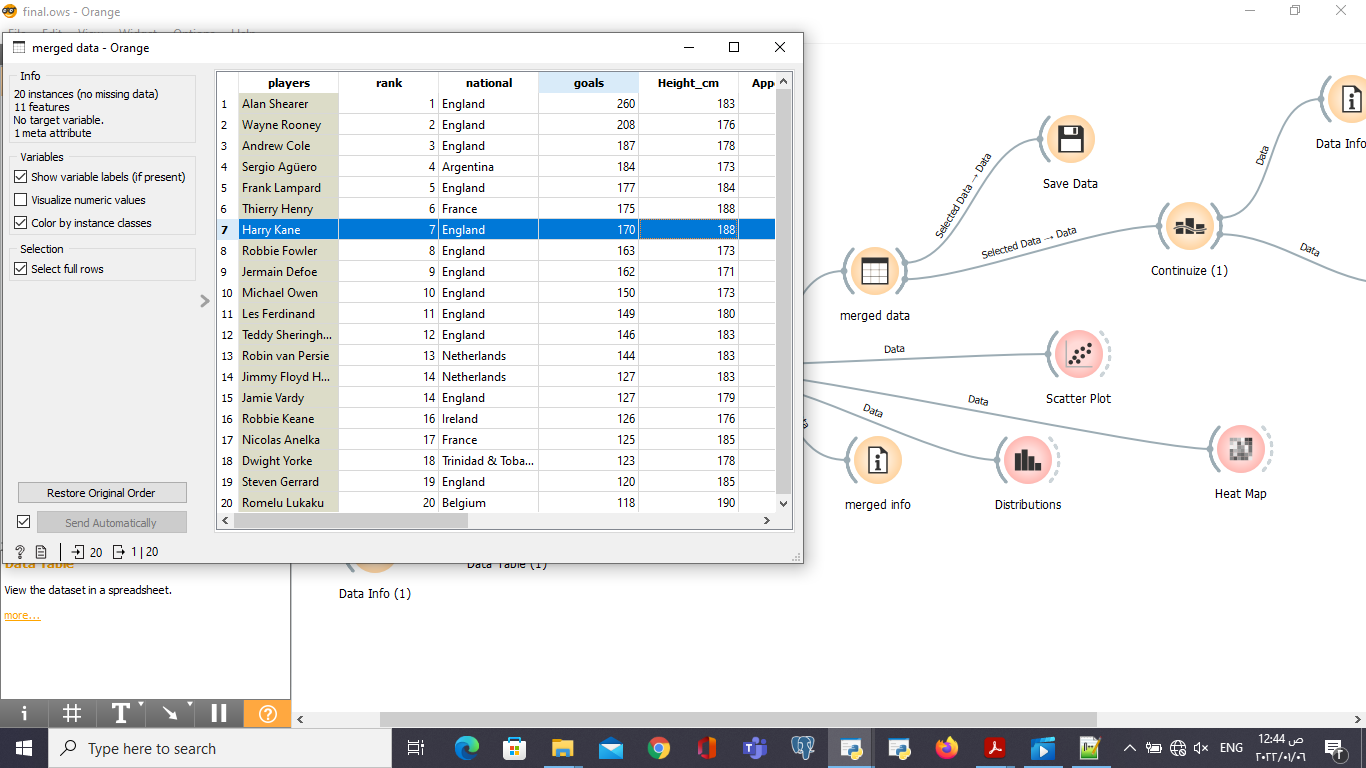 final.ows - Orange
merged data - Orange
Info
20 instances (no missing data)
11 features
No target variable.
1 meta attribute
Variables
Show variable labels (if present)
Visualize numeric values
Color by instance classes
Selection
Select full rows
Restore Original Order
Send Automatically
20
1 | 20
players rank national goals Height_cm App
1 Alan Shearer 1 England 260 183
2 Wayne Rooney 2 England 208 176
3 Andrew Cole 3 England 187 178
4 Sergio Agüero 4 Argentina 184 173
5 Frank Lampard 5 England 177 184
6 Thierry Henry 6 France 175 188
7 Harry Kane 7 England 170 188
8 Robbie Fowler 8 England 163 173
9 Jermain Defoe 9 England 162 171
10 Michael Owen 10 England 150 173
11 Les Ferdinand 11 England 149 180
12 Teddy Sheringh... 12 England 146 183
13 Robin van Persie 13 Netherlands 144 183
14 Jimmy Floyd H... 14 Netherlands 127 183
15 Jamie Vardy 14 England 127 179
16 Robbie Keane 16 Ireland 126 176
17 Nicolas Anelka 17 France 125 185
18 Dwight Yorke 18 Trinidad & Toba... 123 178
19 Steven Gerrard 19 England 120 185
20 Romelu Lukaku 20 Belgium 118 190
Data Info
Data
Save Data
Selected Data → Data
Selected Data → Data
Continuize (1)
Data
merged data
Data
Scatter Plot
Data
Data
Heat Map
merged info
Distributions
Data Table (1)
Data Info (1)
Data Table
View the dataset in a spreadsheet.
more...
Type here to search
ENG
12:44 ص
٢٠٢٢/٠١/٠٦